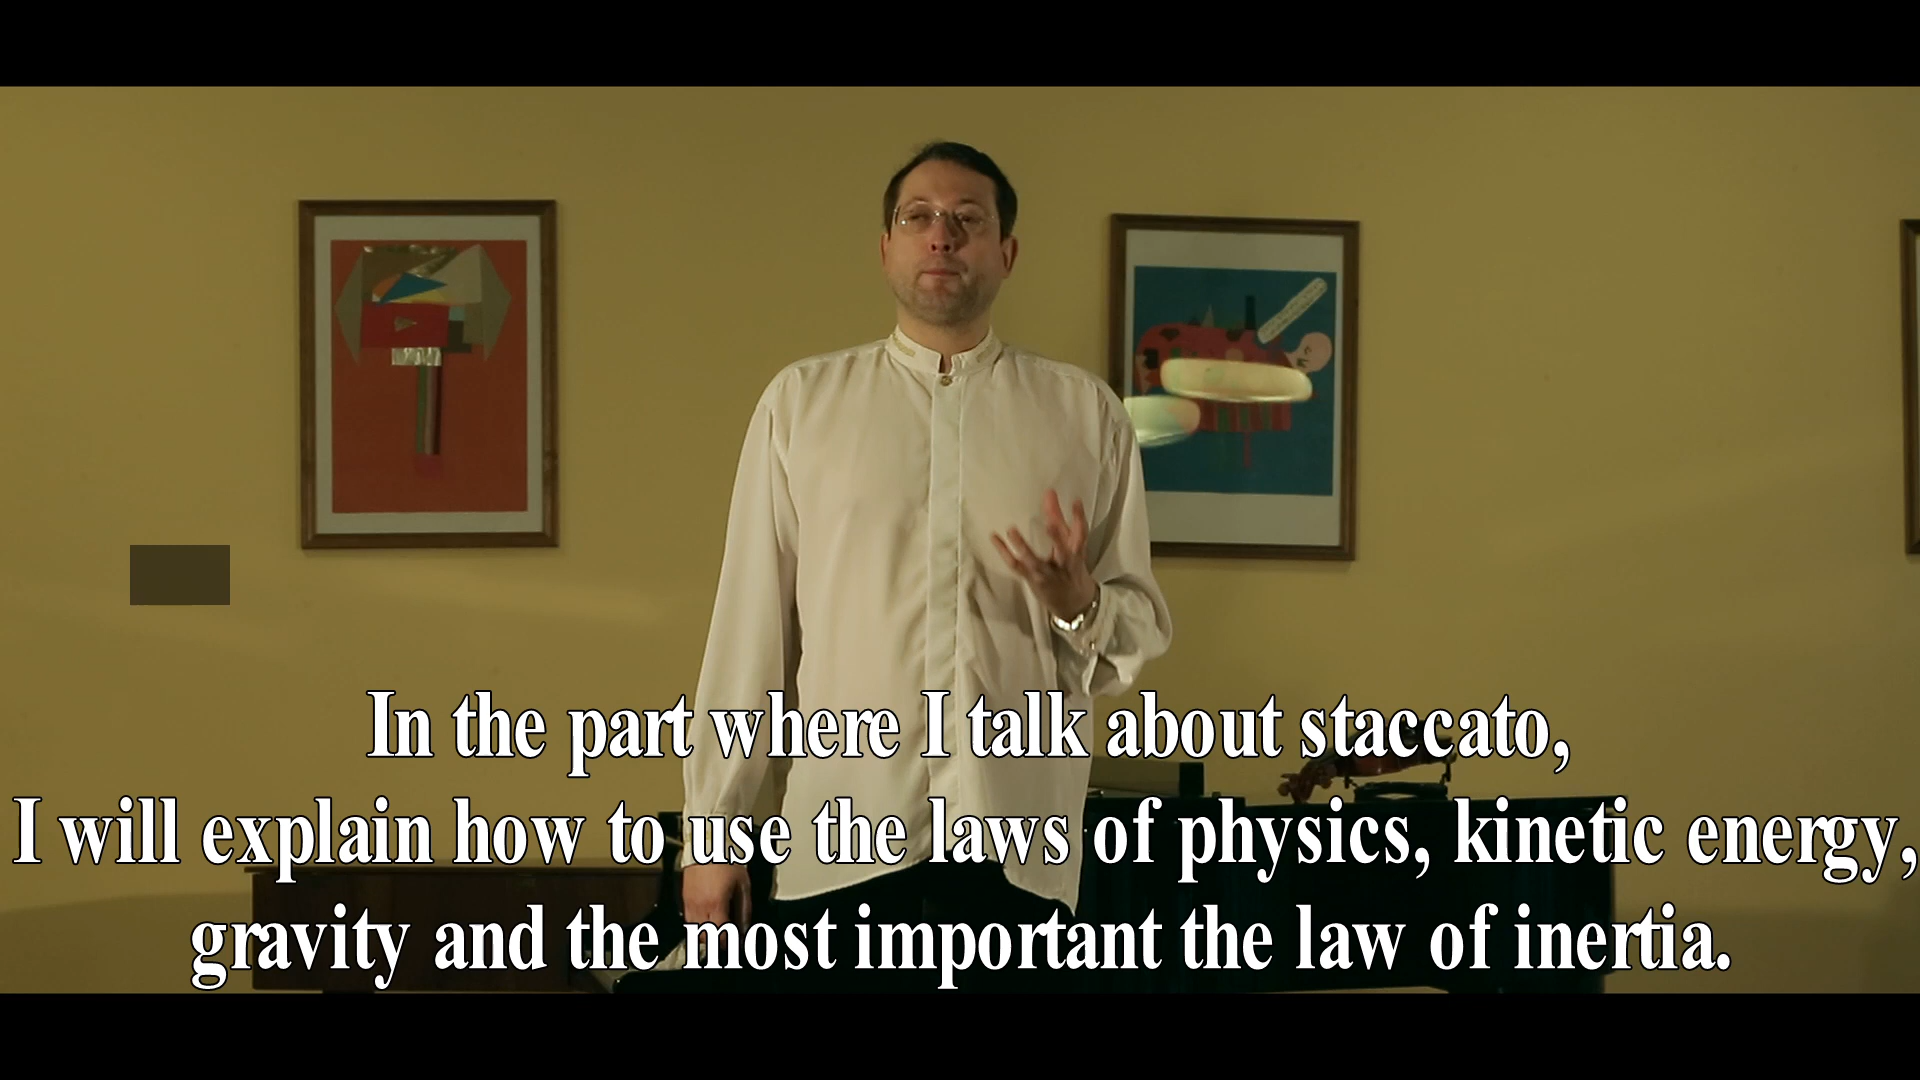 In the part where I talk about staccato,
I will explain how to use the laws of physics, kinetic energy,
gravity and the most important the law of inertia.